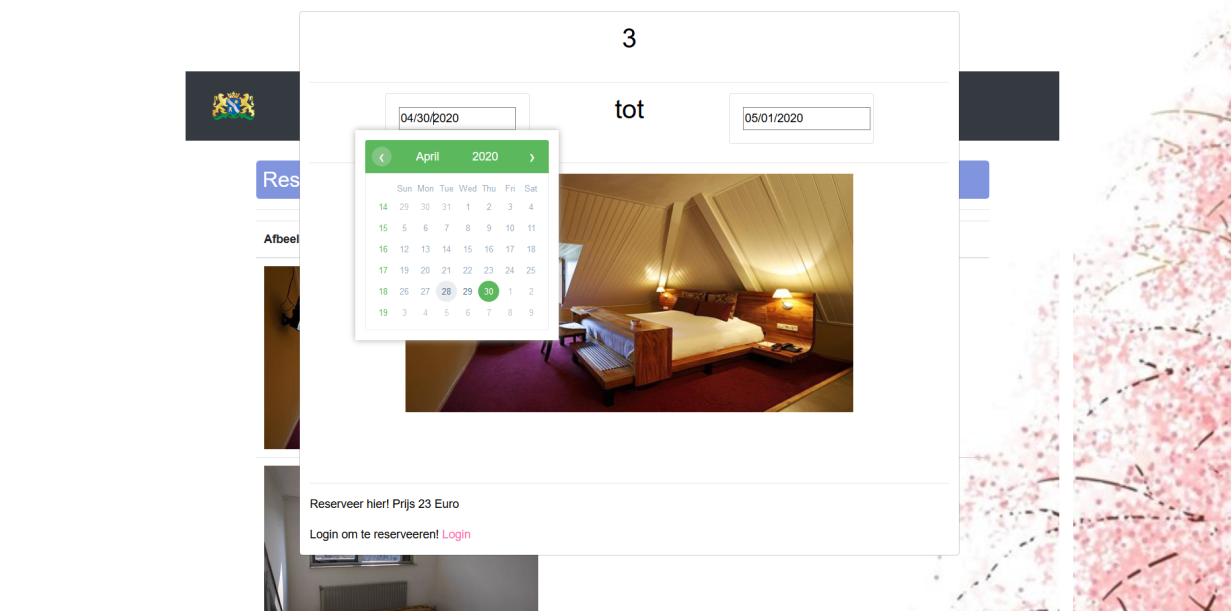 3
04/30/2020
tot
05/01/2020
‹ April 2020 ›
Sun Mon Tue Wed Thu Fri Sat
14 29 30 31 1 2 3 4
15 5 6 7 8 9 10 11
16 12 13 14 15 16 17 18
17 19 20 21 22 23 24 25
18 26 27 28 29 30 1 2
19 3 4 5 6 7 8 9
Res
Afbeel
Reserveer hier! Prijs 23 Euro
Login om te reserveeren! Login